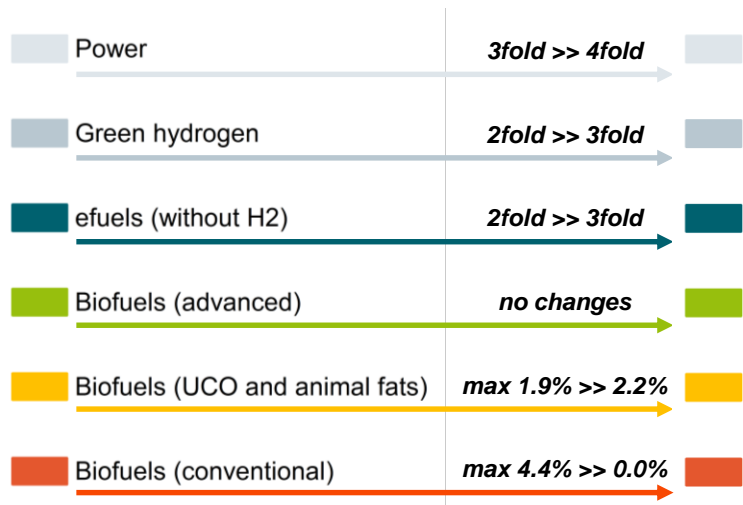 Power 3fold >> 4fold
Green hydrogen 2fold >> 3fold
efuels (without H2) 2fold >> 3fold
Biofuels (advanced) no changes
Biofuels (UCO and animal fats) max 1.9% >> 2.2%
Biofuels (conventional) max 4.4% >> 0.0%